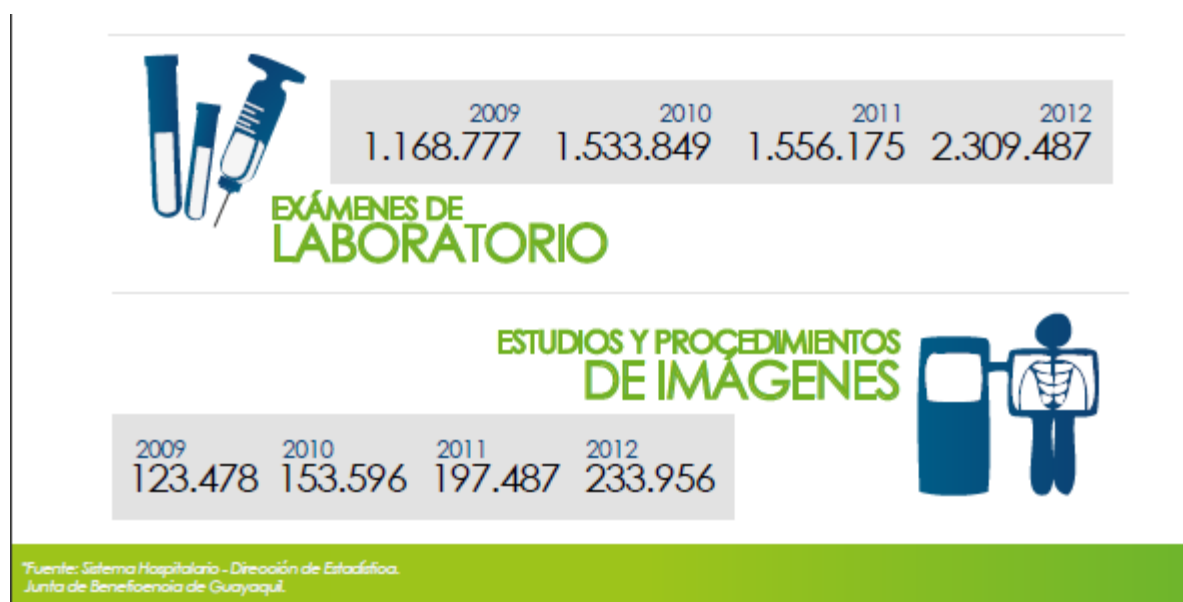 2009 2010 2011 2012
1.168.777 1.533.849 1.556.175 2.309.487
EXÁMENES DE
LABORATORIO
ESTUDIOS Y PROCEDIMIENTOS
DE IMÁGENES
2009 2010 2011 2012
123.478 153.596 197.487 233.956
*Fuente: Sistema Hospitalario - Dirección de Estadística.
Junta de Beneficencia de Guayaquil.